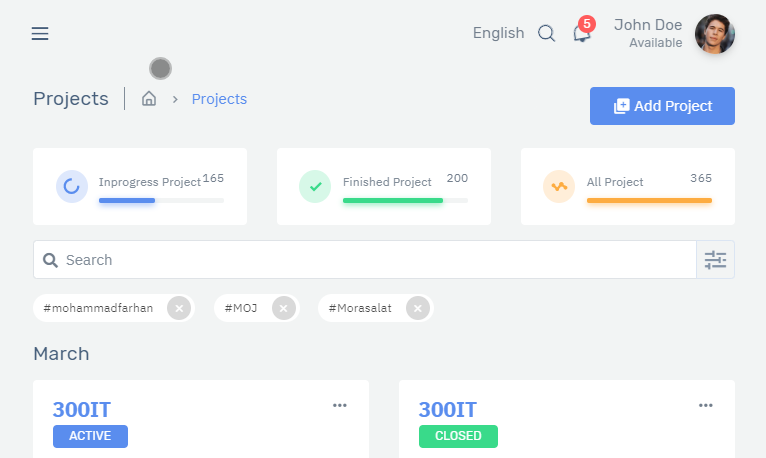 English
5
John Doe
Available
Projects
Projects
Add Project
Inprogress Project 165
Finished Project 200
All Project 365
Search
#mohammadfarhan
#MOJ
#Morasalat
March
300IT
ACTIVE
300IT
CLOSED